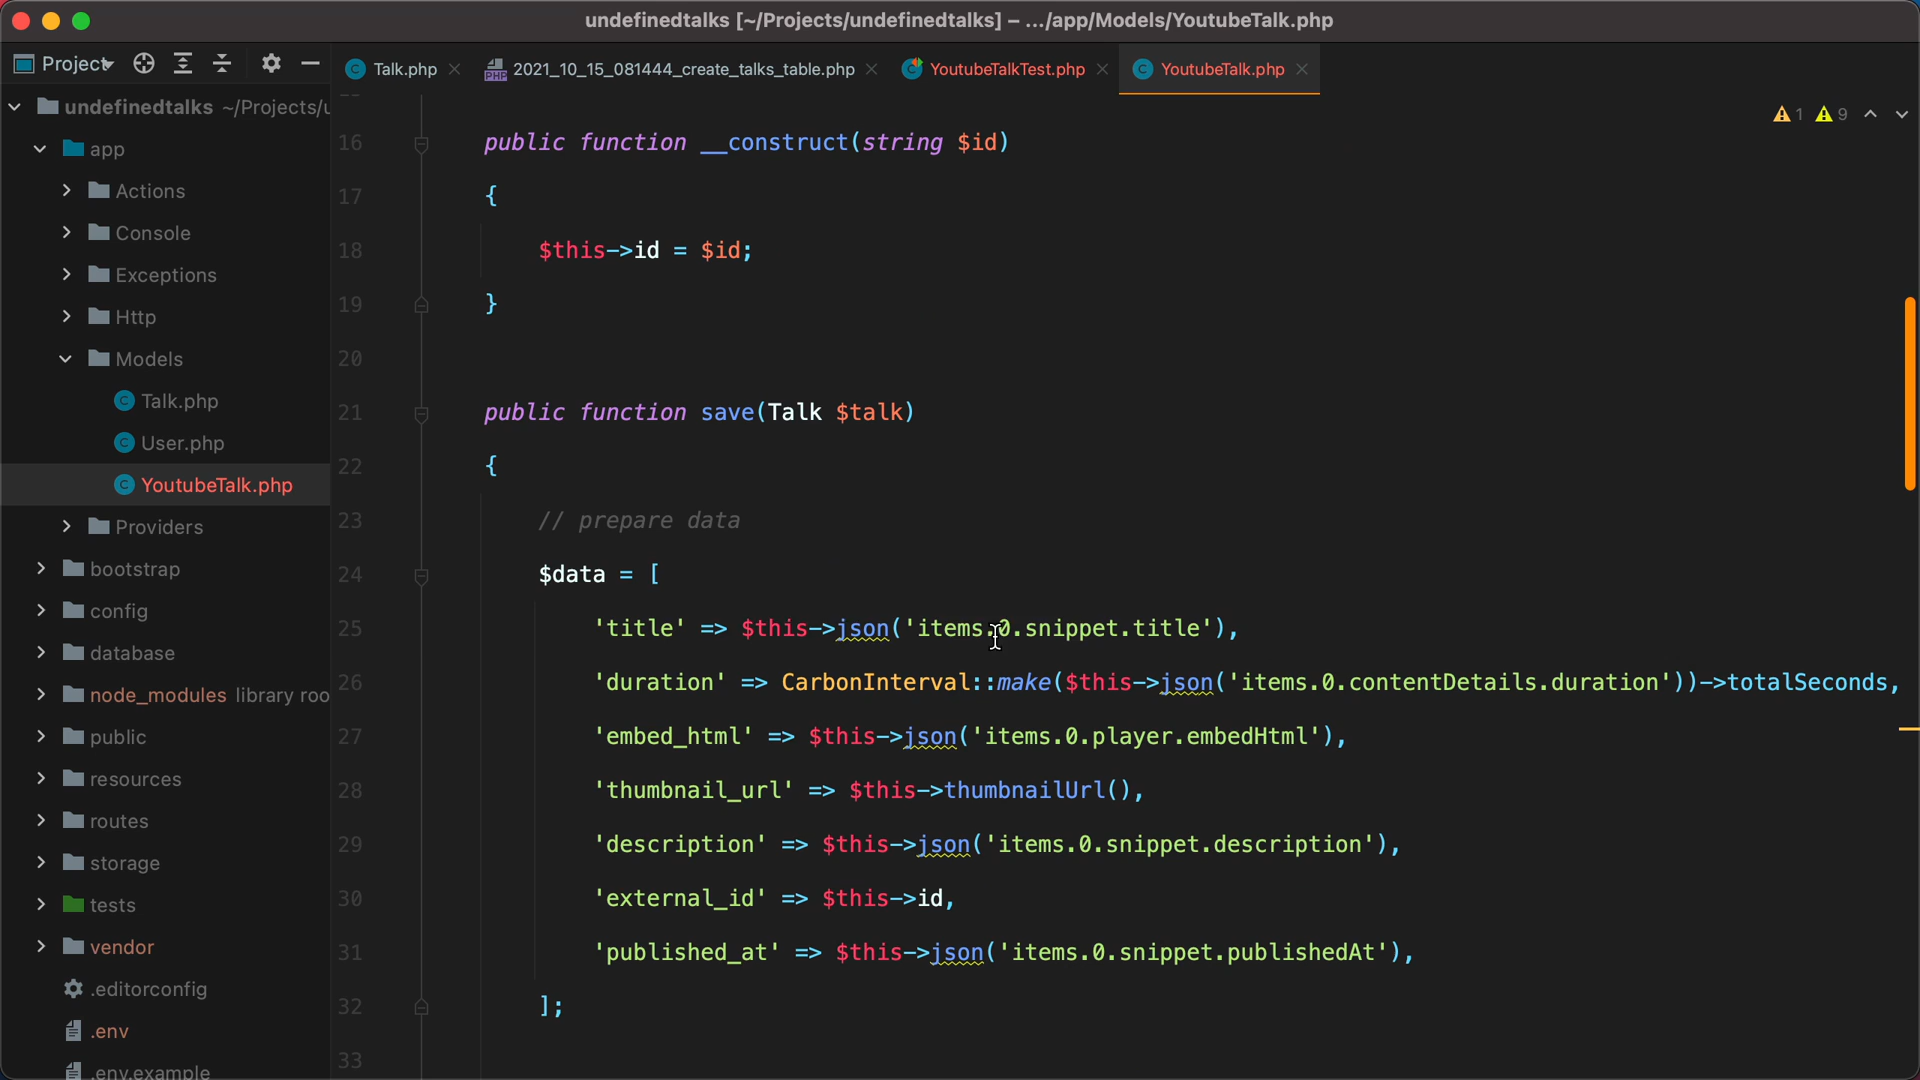 undefinedtalks [~/Projects/undefinedtalks] – .../app/Models/YoutubeTalk.php
Project
Talk.php
2021_10_15_081444_create_talks_table.php
YoutubeTalkTest.php
YoutubeTalk.php
1
9
undefinedtalks ~/Projects/u
app
Actions
Console
Exceptions
Http
Models
Talk.php
User.php
YoutubeTalk.php
Providers
bootstrap
config
database
node_modules library roo
public
resources
routes
storage
tests
vendor
.editorconfig
.env
.env.example
16 public function __construct(string $id)
17 {
18 $this->id = $id;
19 }
20
21 public function save(Talk $talk)
22 {
23 // prepare data
24 $data = [
25 'title' => $this->json('items.0.snippet.title'),
26 'duration' => CarbonInterval::make($this->json('items.0.contentDetails.duration'))->totalSeconds,
27 'embed_html' => $this->json('items.0.player.embedHtml'),
28 'thumbnail_url' => $this->thumbnailUrl(),
29 'description' => $this->json('items.0.snippet.description'),
30 'external_id' => $this->id,
31 'published_at' => $this->json('items.0.snippet.publishedAt'),
32 ];
33